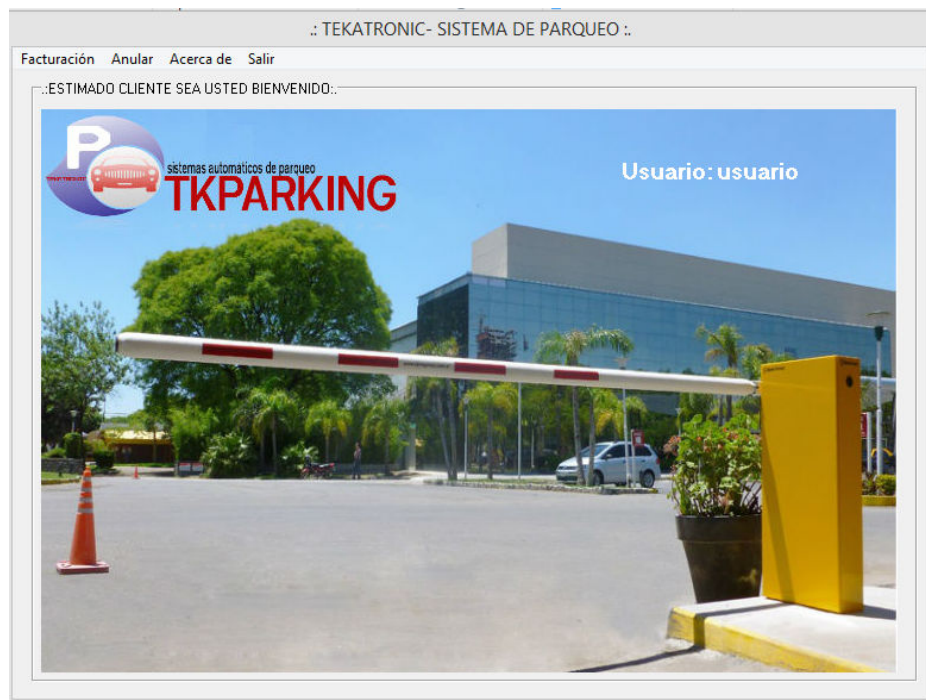 .: TEKATRONIC- SISTEMA DE PARQUEO :.
Facturación Anular Acerca de Salir
.:ESTIMADO CLIENTE SEA USTED BIENVENIDO:.
P
sistemas automáticos de parqueo
TKPARKING
Usuario: usuario